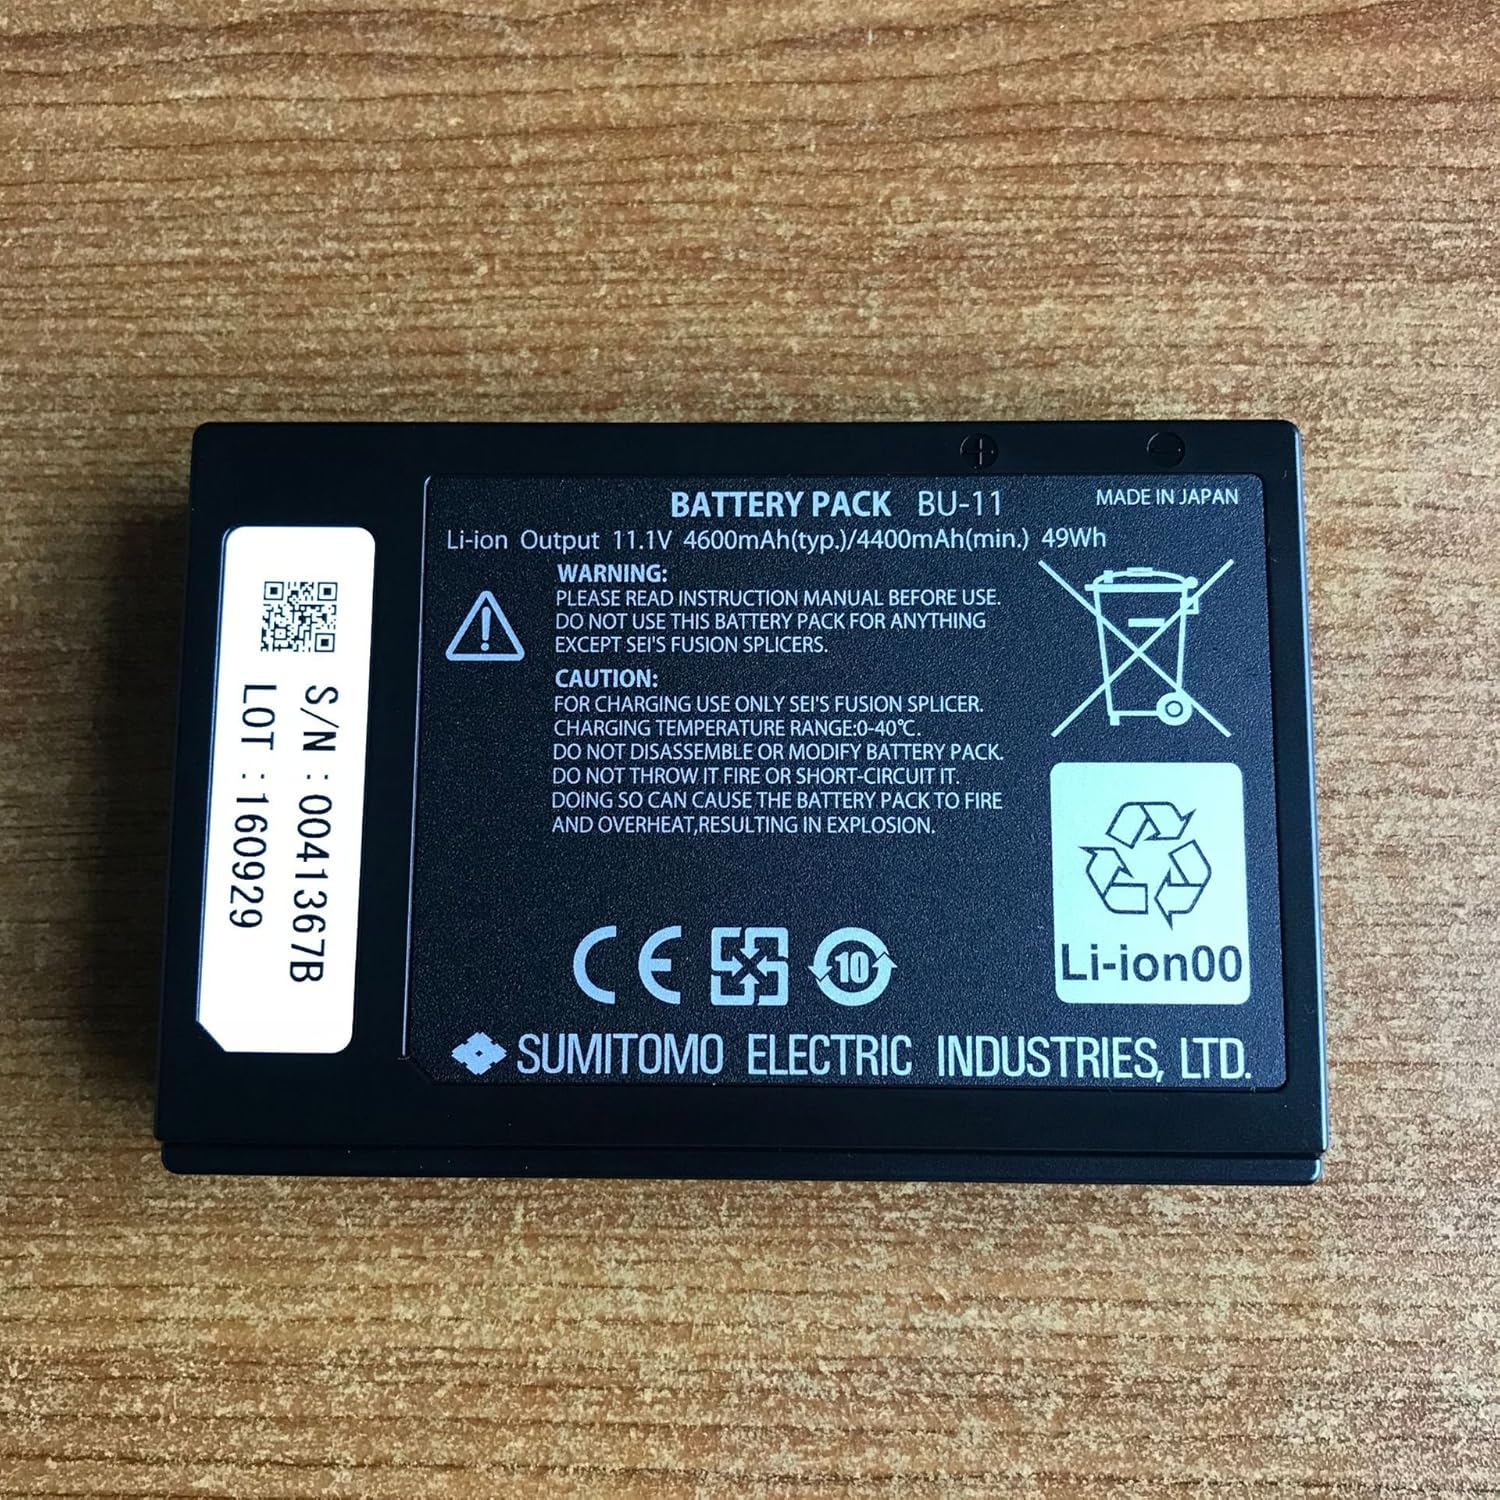 BATTERY PACK BU-11
MADE IN JAPAN
Li-ion Output 11.1V 4600mAh(typ.)/4400mAh(min.) 49Wh
WARNING:
PLEASE READ INSTRUCTION MANUAL BEFORE USE.
DO NOT USE THIS BATTERY PACK FOR ANYTHING
EXCEPT SEI'S FUSION SPLICERS.
CAUTION:
FOR CHARGING USE ONLY SEI'S FUSION SPLICER.
CHARGING TEMPERATURE RANGE:0-40℃.
DO NOT DISASSEMBLE OR MODIFY BATTERY PACK.
DO NOT THROW IT FIRE OR SHORT-CIRCUIT IT.
DOING SO CAN CAUSE THE BATTERY PACK TO FIRE
AND OVERHEAT,RESULTING IN EXPLOSION.
CE
10
Li-ion00
SUMITOMO ELECTRIC INDUSTRIES, LTD.
S/N : 0041367B
LOT : 160929